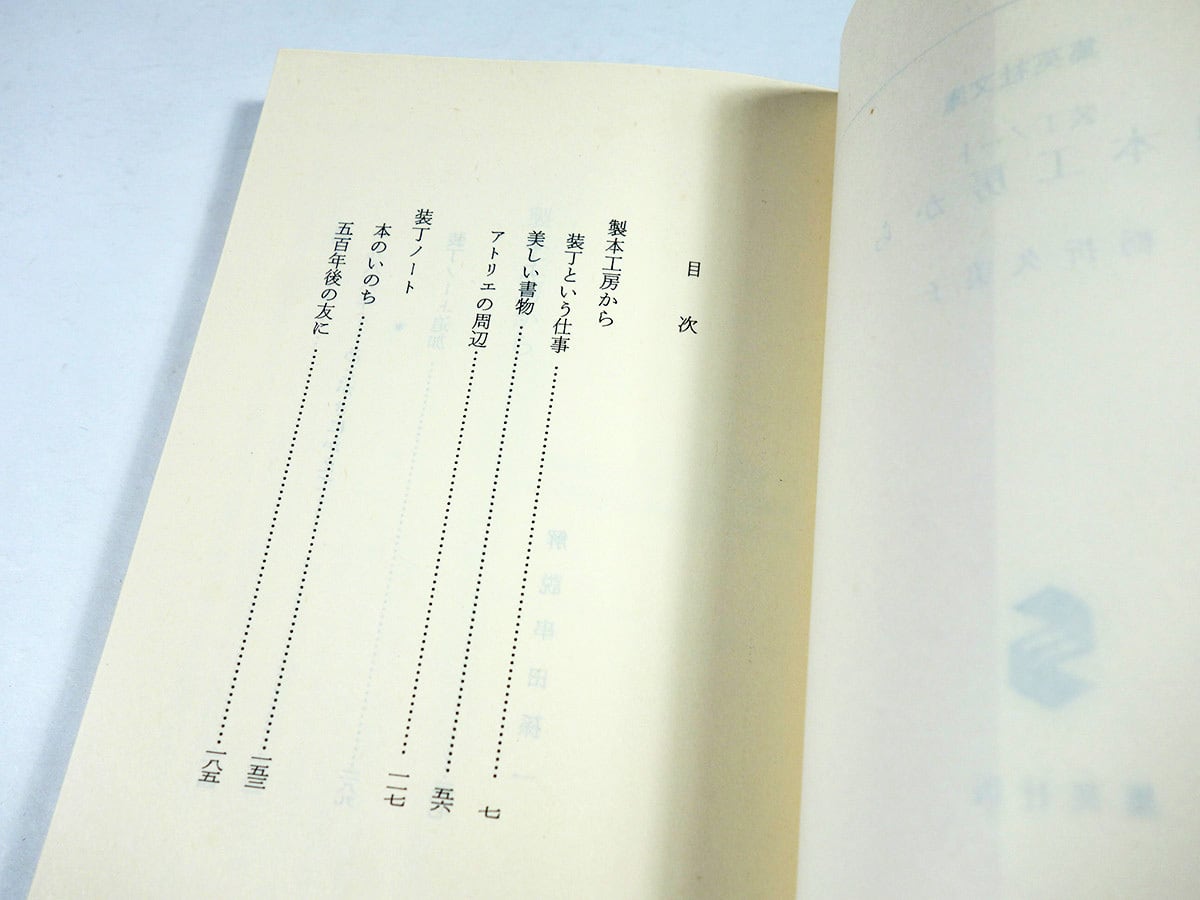 目次
製本工房から
装丁という仕事……七
美しい書物……五六
アトリエの周辺……一一七
装丁ノート
本のいのち……一五三
五百年後の友に……一八五